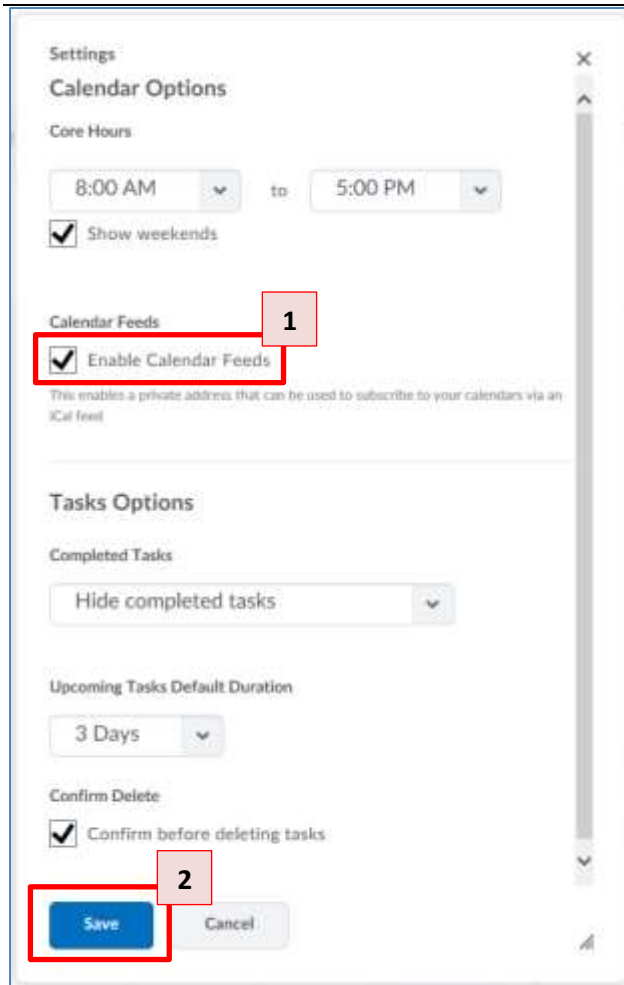 Settings
Calendar Options
Core Hours
8:00 AM to 5:00 PM
Show weekends
1
Calendar Feeds
Enable Calendar Feeds
This enables a private address that can be used to subscribe to your calendars via an
iCal feed
Tasks Options
Completed Tasks
Hide completed tasks
Upcoming Tasks Default Duration
3 Days
Confirm Delete
Confirm before deleting tasks
2
Save Cancel